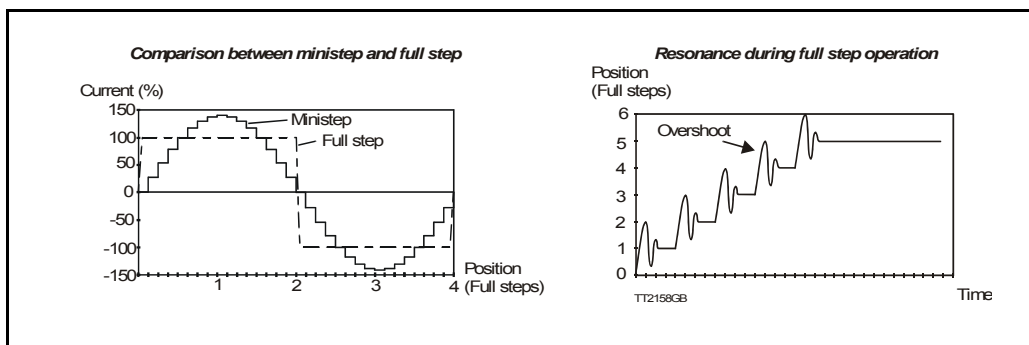 Comparison between ministep and full step
Current (%)
150
100
50
0
-50
-100
-150
Ministep
Full step
1
2
3
4
Position
(Full steps)
Resonance during full step operation
Position
(Full steps)
6
5
4
3
2
1
0
Overshoot
TT2158GB
Time